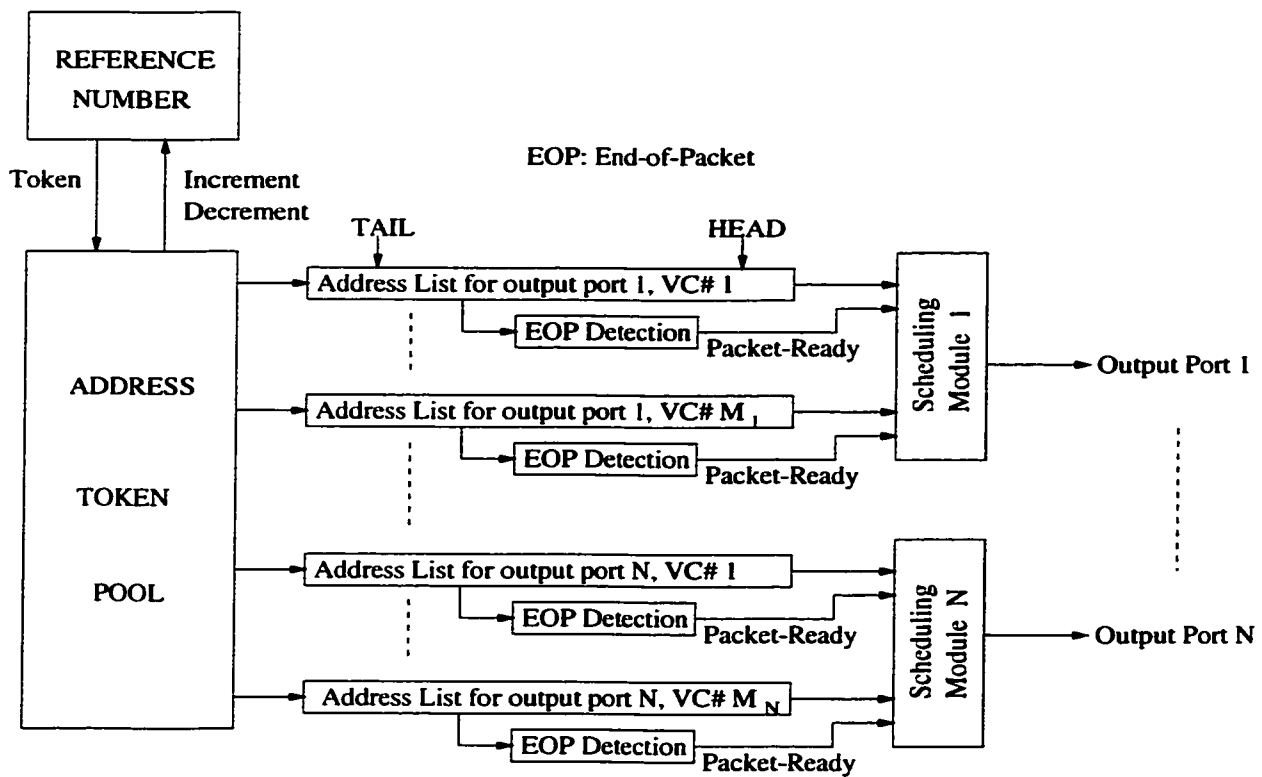 REFERENCE
NUMBER
EOP: End-of-Packet
Token
Increment
Decrement
TAIL
HEAD
Address List for output port 1, VC# 1
EOP Detection
Packet-Ready
Scheduling
Module 1
Output Port 1
ADDRESS
TOKEN
POOL
Address List for output port 1, VC# M 1
EOP Detection
Packet-Ready
Address List for output port N, VC# 1
EOP Detection
Packet-Ready
Scheduling
Module N
Output Port N
Address List for output port N, VC# M N
EOP Detection
Packet-Ready